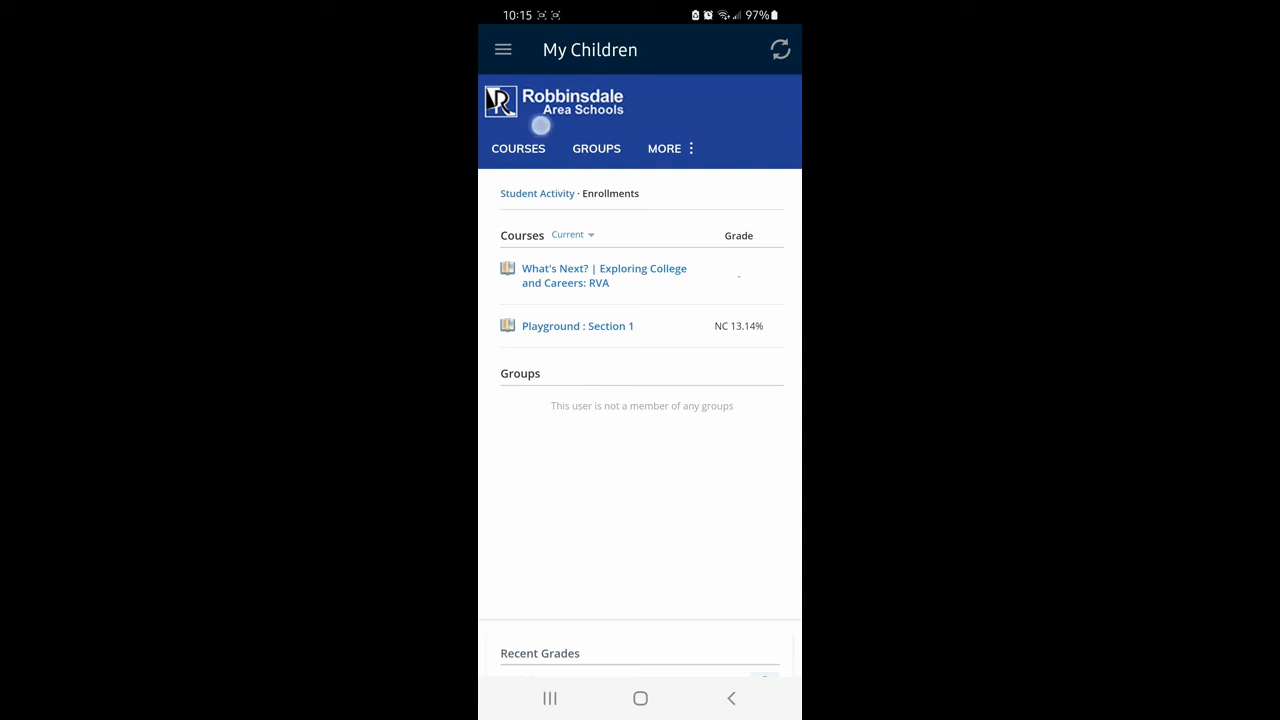 10:15 97%
My Children
Robbinsdale
Area Schools
COURSES GROUPS MORE
Student Activity · Enrollments
Courses Current Grade
What's Next? | Exploring College
and Careers: RVA -
Playground : Section 1 NC 13.14%
Groups
This user is not a member of any groups
Recent Grades